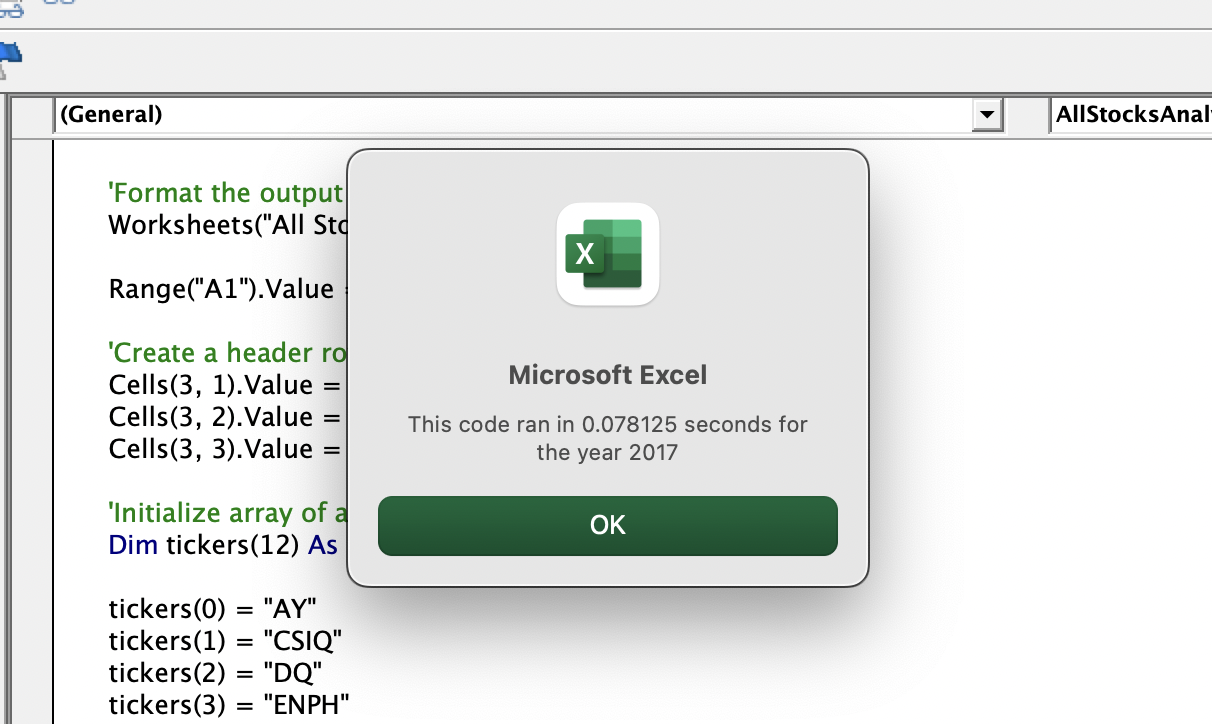 (General)
AllStocksAnal
'Format the output
Worksheets("All Sto
Range("A1").Value
'Create a header ro
Cells(3, 1).Value =
Cells(3, 2).Value =
Cells(3, 3).Value =
'Initialize array of a
Dim tickers(12) As
tickers(0) = "AY"
tickers(1) = "CSIQ"
tickers(2) = "DQ"
tickers(3) = "ENPH"
X
Microsoft Excel
This code ran in 0.078125 seconds for
the year 2017
OK